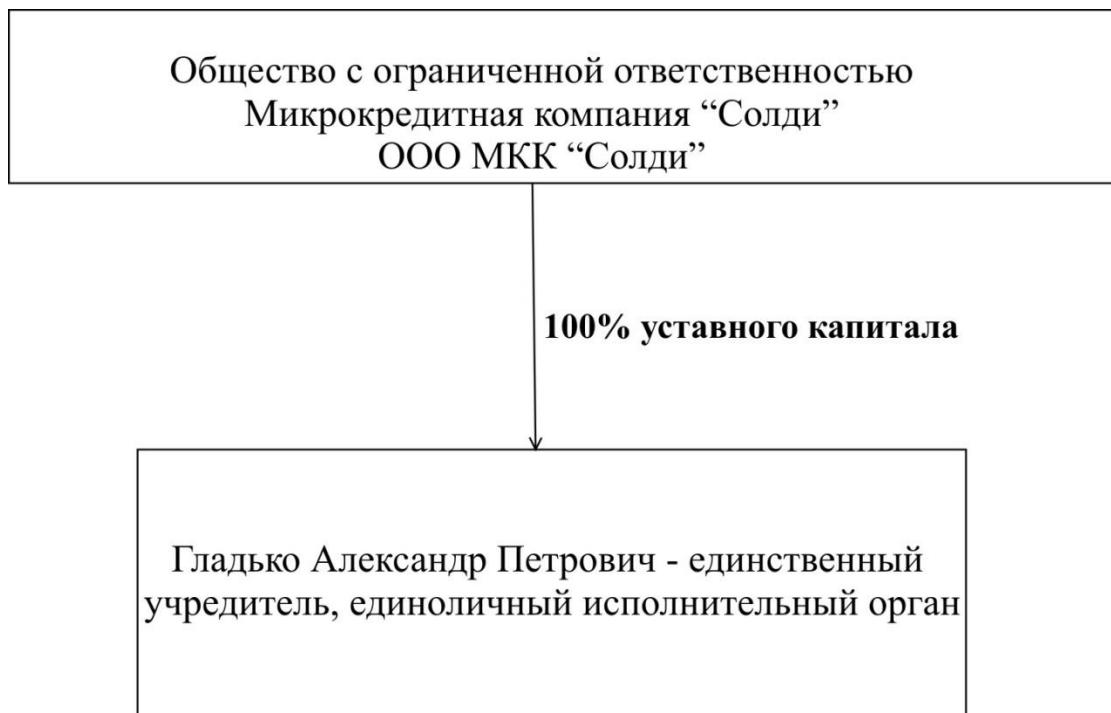 Общество с ограниченной ответственностью
Микрокредитная компания “Солди”
ООО МКК “Солди”
100% уставного капитала
Гладько Александр Петрович - единственный
учредитель, единоличный исполнительный орган